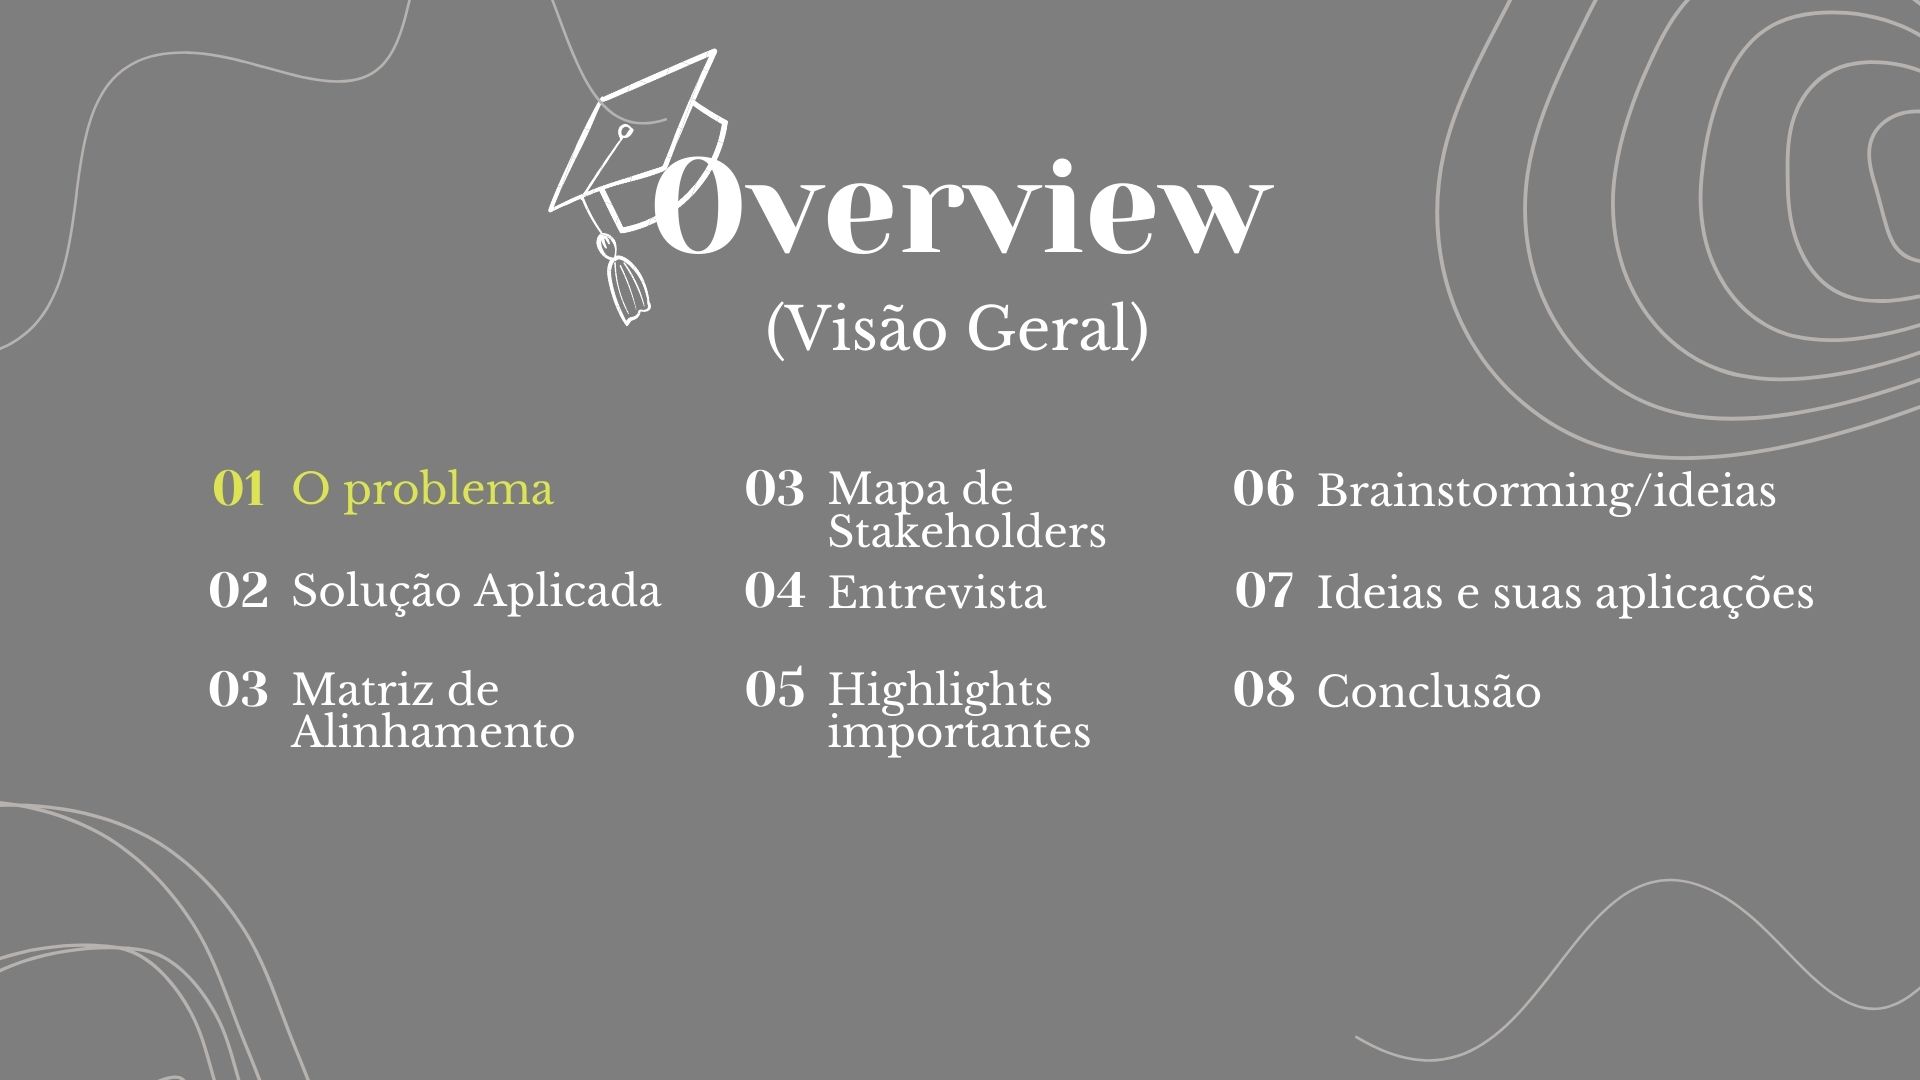 Overview
(Visão Geral)
01 O problema
02 Solução Aplicada
03 Matriz de
Alinhamento
03 Mapa de
Stakeholders
04 Entrevista
05 Highlights
importantes
06 Brainstorming/ideias
07 Ideias e suas aplicações
08 Conclusão